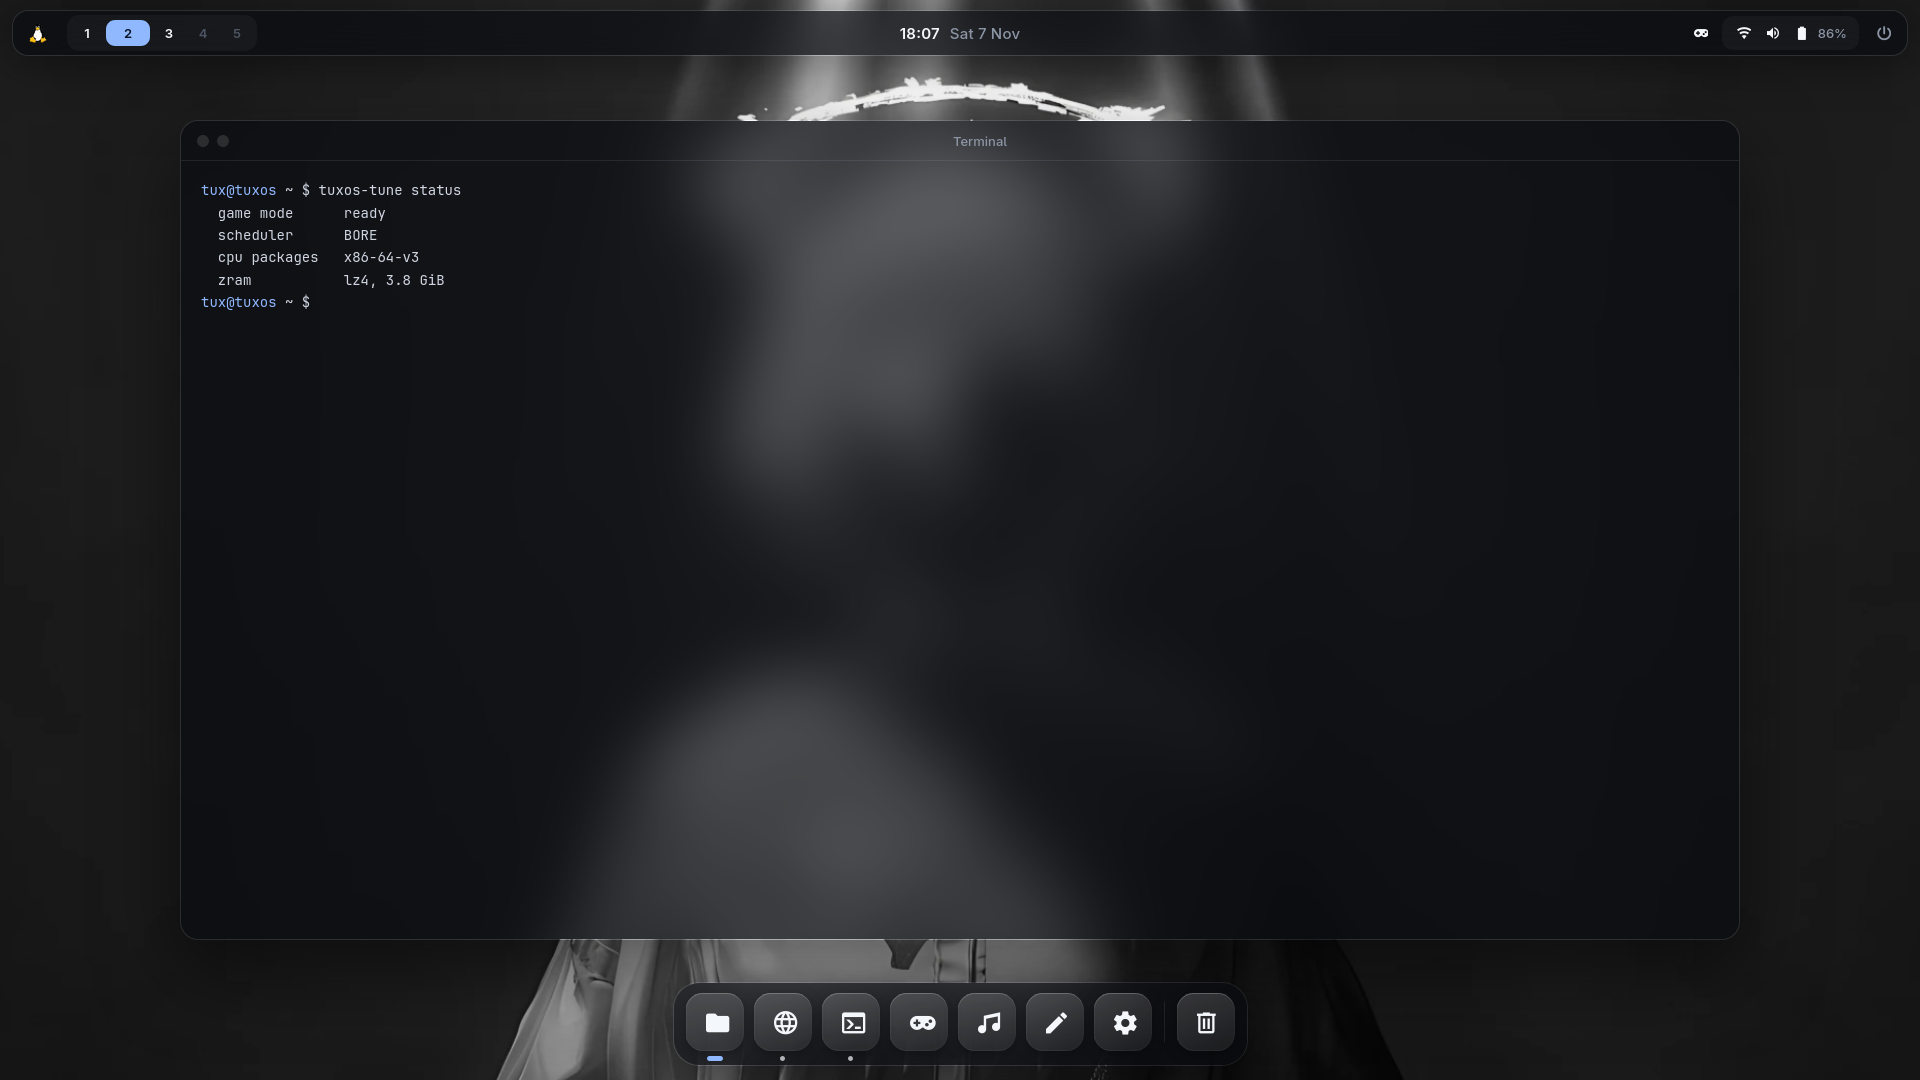 1 2 3 4 5 18:07 Sat 7 Nov 86%
Terminal
tux@tuxos ~ $ tuxos-tune status
game mode ready
scheduler BORE
cpu packages x86-64-v3
zram lz4, 3.8 GiB
tux@tuxos ~ $